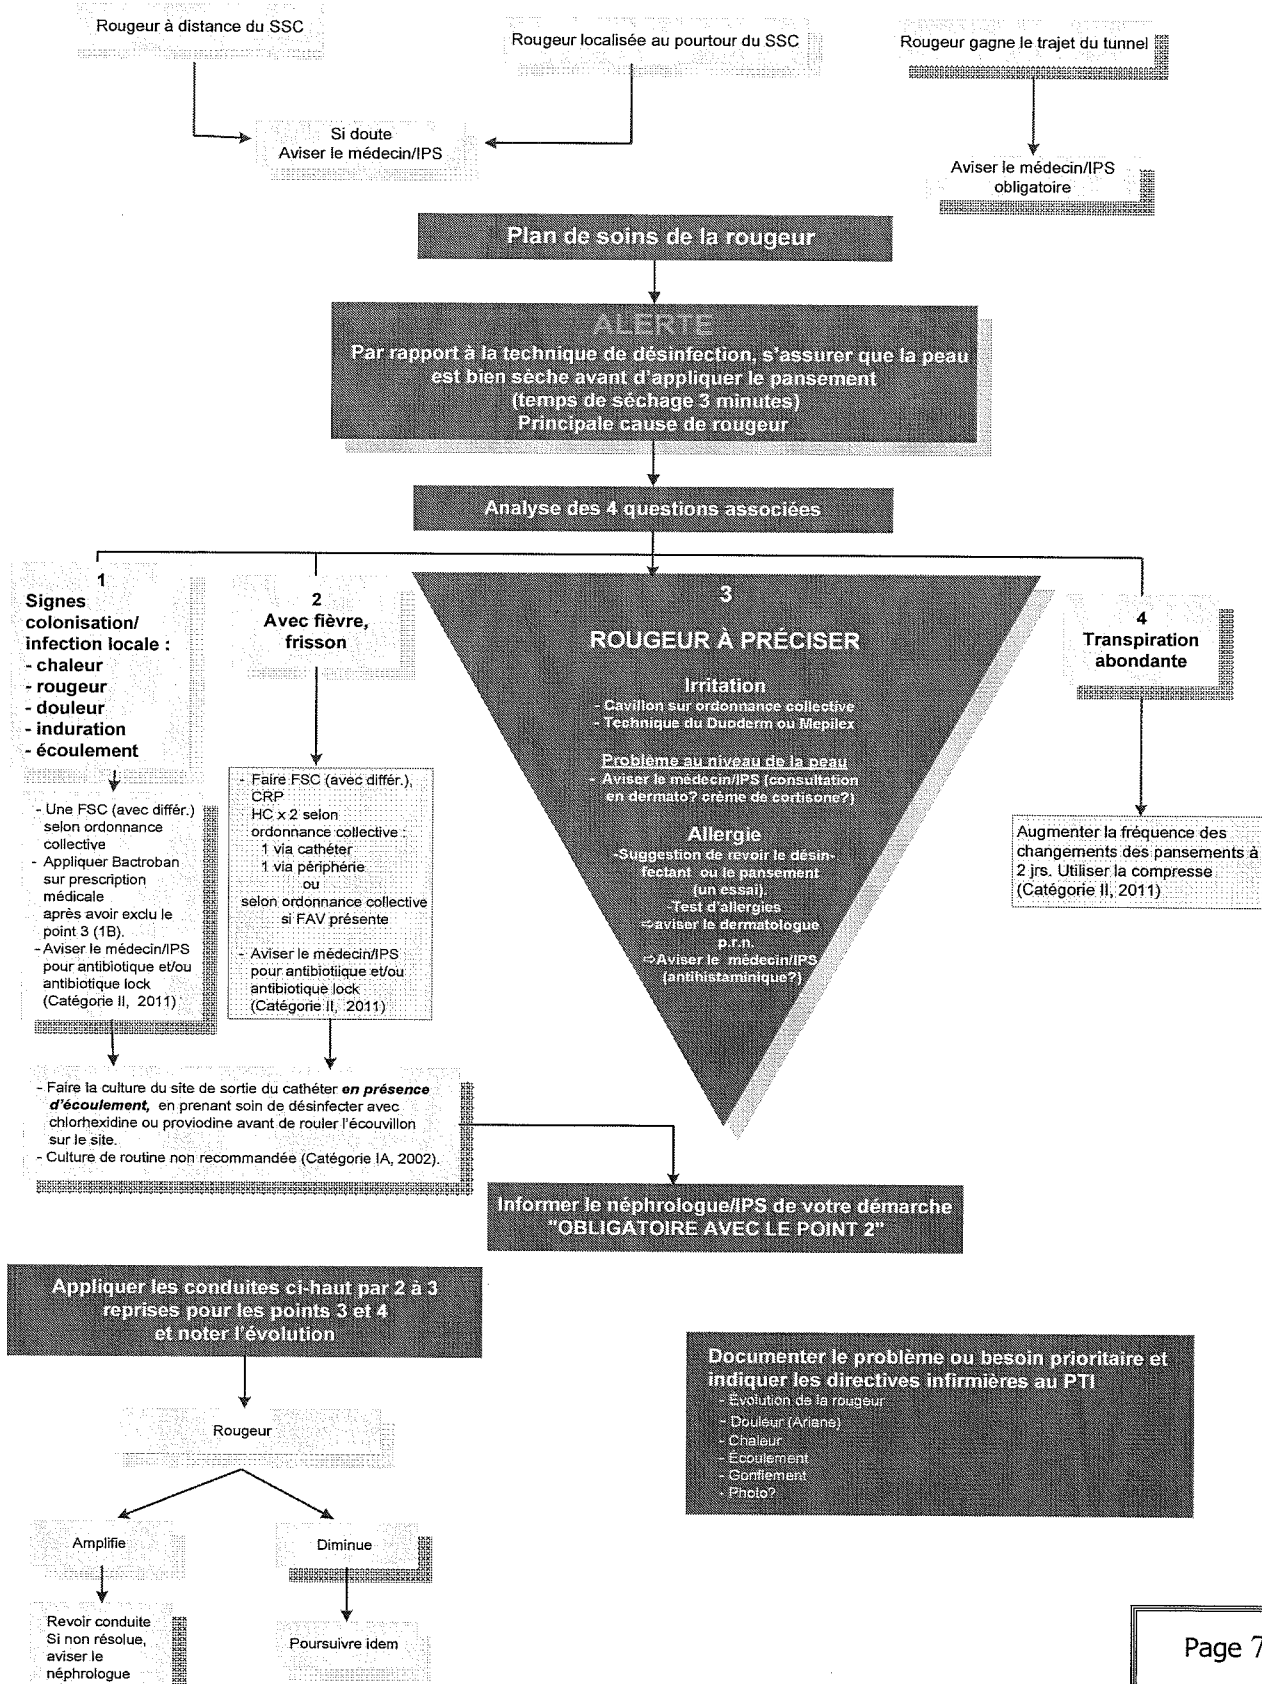 Rougeur à distance du SSC
Rougeur localisée au pourtour du SSC
Rougeur gagne le trajet du tunnel
Si doute
Aviser le médecin/IPS
Aviser le médecin/IPS
obligatoire
Plan de soins de la rougeur
ALERTE
Par rapport à la technique de désinfection, s'assurer que la peau
est bien sèche avant d'appliquer le pansement
(temps de séchage 3 minutes)
Principale cause de rougeur
Analyse des 4 questions associées
1
Signes
colonisation/
infection locale :
- chaleur
- rougeur
- douleur
- induration
- écoulement
2
Avec fièvre,
frisson
3
ROUGEUR À PRÉCISER
Irritation
- Cavillon sur ordonnance collective
- Technique du Duoderm ou Mepilex
Problème au niveau de la peau
- Aviser le médecin/IPS (consultation
en dermato? crème de cortisone?)
Allergie
-Suggestion de revoir le désin-
fectant ou le pansement
(un essai).
-Test d'allergies
⇨aviser le dermatologue
p.r.n.
⇨Aviser le médecin/IPS
(antihistaminique?)
4
Transpiration
abondante
- Une FSC (avec différ.)
selon ordonnance
collective
- Appliquer Bactroban
sur prescription
médicale
après avoir exclu le
point 3 (1B).
- Aviser le médecin/IPS
pour antibiotique et/ou
antibiotique lock
(Catégorie II, 2011)
- Faire FSC (avec différ.),
CRP
HC x 2 selon
ordonnance collective :
1 via cathéter
1 via périphérie
ou
selon ordonnance collective
si FAV présente
- Aviser le médecin/IPS
pour antibiotiique et/ou
antibiotique lock
(Catégorie II, 2011)
Augmenter la fréquence des
changements des pansements à
2 jrs. Utiliser la compresse
(Catégorie II, 2011)
- Faire la culture du site de sortie du cathéter en présence
d'écoulement, en prenant soin de désinfecter avec
chlorhexidine ou proviodine avant de rouler l'écouvillon
sur le site.
- Culture de routine non recommandée (Catégorie IA, 2002).
Informer le néphrologue/IPS de votre démarche
"OBLIGATOIRE AVEC LE POINT 2"
Appliquer les conduites ci-haut par 2 à 3
reprises pour les points 3 et 4
et noter l'évolution
Documenter le problème ou besoin prioritaire et
indiquer les directives infirmières au PTI
- Évolution de la rougeur
- Douleur (Ariane)
- Chaleur
- Écoulement
- Gonflement
- Photo?
Rougeur
Amplifie
Diminue
Revoir conduite
Si non résolue,
aviser le
néphrologue
Poursuivre idem
Page 7